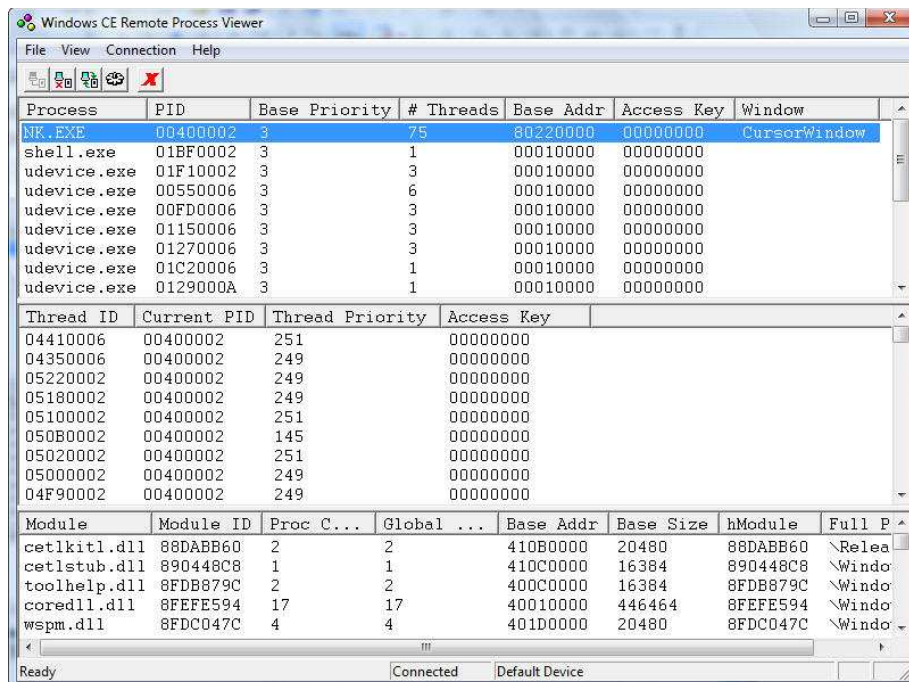 Windows CE Remote Process Viewer
File View Connection Help
Process PID Base Priority # Threads Base Addr Access Key Window
NK.EXE 00400002 3 75 80220000 00000000 CursorWindow
shell.exe 01BF0002 3 1 00010000 00000000
udevice.exe 01F10002 3 3 00010000 00000000
udevice.exe 00550006 3 6 00010000 00000000
udevice.exe 00FD0006 3 3 00010000 00000000
udevice.exe 01150006 3 3 00010000 00000000
udevice.exe 01270006 3 3 00010000 00000000
udevice.exe 01C20006 3 1 00010000 00000000
udevice.exe 0129000A 3 1 00010000 00000000
Thread ID Current PID Thread Priority Access Key
04410006 00400002 251 00000000
04350006 00400002 249 00000000
05220002 00400002 249 00000000
05180002 00400002 249 00000000
05100002 00400002 251 00000000
050B0002 00400002 145 00000000
05020002 00400002 251 00000000
05000002 00400002 249 00000000
04F90002 00400002 249 00000000
Module Module ID Proc C... Global ... Base Addr Base Size hModule Full P
cetlkitl.dll 88DABB60 2 2 410B0000 20480 88DABB60 \Relea
cetlstub.dll 890448C8 1 1 410C0000 16384 890448C8 \Windo
toolhelp.dll 8FDB879C 2 2 400C0000 16384 8FDB879C \Windo
coredll.dll 8FEFE594 17 17 40010000 446464 8FEFE594 \Windo
wspm.dll 8FDC047C 4 4 401D0000 20480 8FDC047C \Windo
Ready Connected Default Device